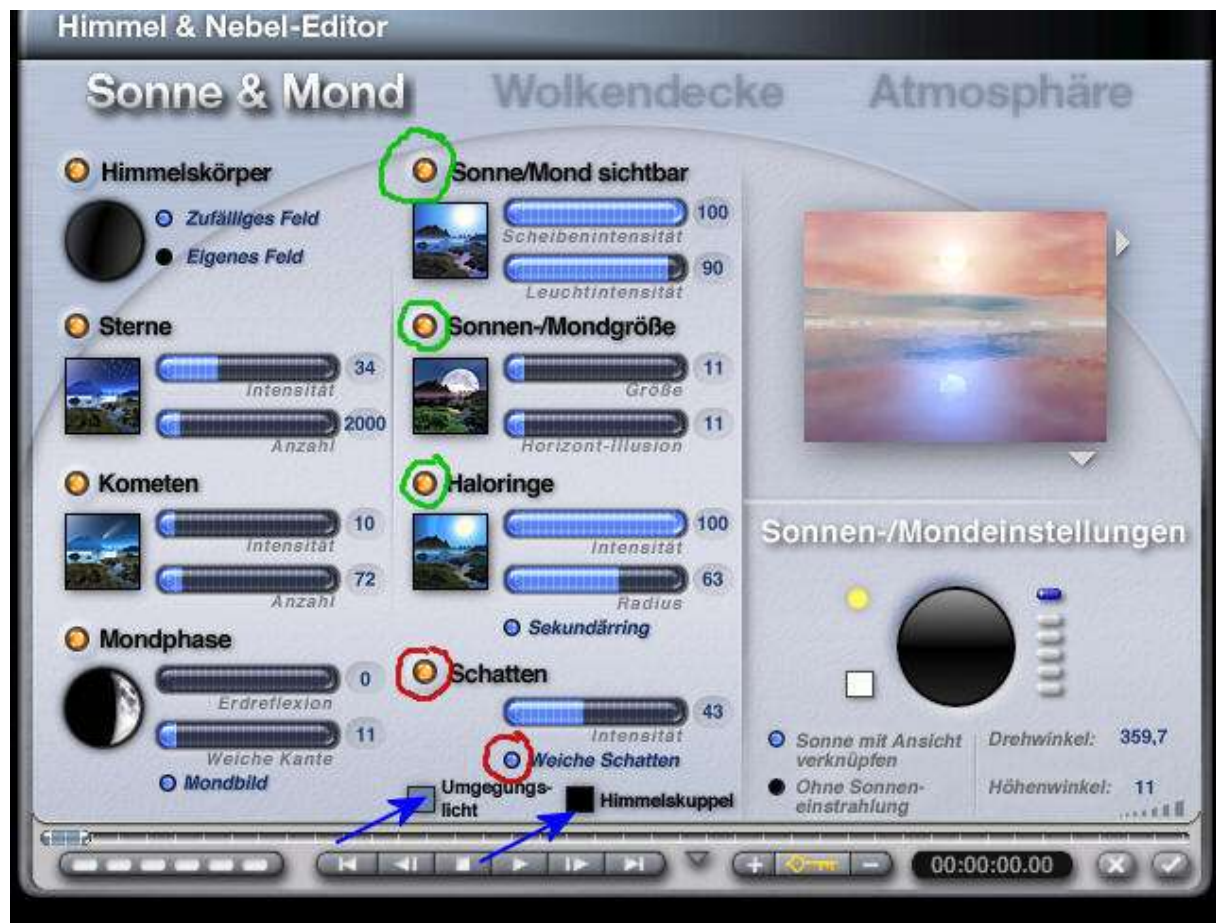 Himmel & Nebel-Editor
Sonne & Mond
Wolkendecke
Atmosphäre
Himmelskörper
Zufälliges Feld
Eigenes Feld
Sterne
34
Intensität
2000
Anzahl
Kometen
10
Intensität
72
Anzahl
Mondphase
0
Erdreflexion
11
Weiche Kante
Mondbild
Sonne/Mond sichtbar
100
Scheibenintensität
90
Leuchtintensität
Sonnen-/Mondgröße
11
Größe
11
Horizont-Illusion
Haloringe
100
Intensität
63
Radius
Sekundärring
Schatten
43
Intensität
Weiche Schatten
Umgegungs-
licht
Himmelskuppel
Sonnen-/Mondeinstellungen
Sonne mit Ansicht
verknüpfen
Ohne Sonnen-
einstrahlung
Drehwinkel: 359,7
Höhenwinkel: 11
00:00:00.00